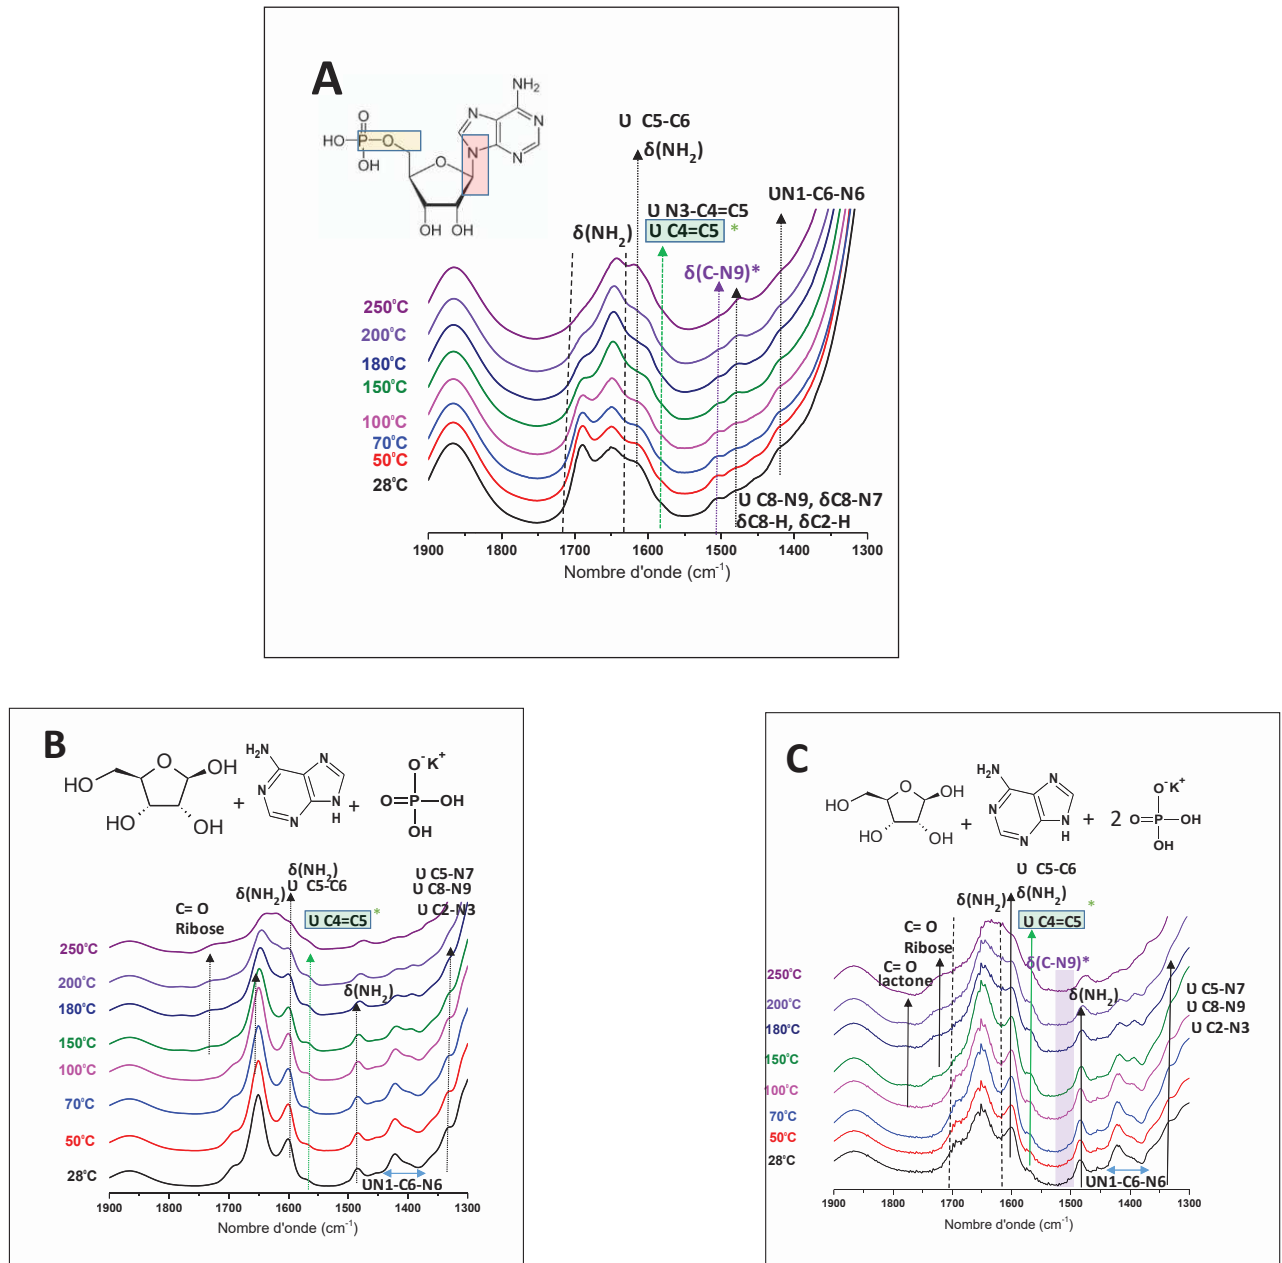 A
NH₂
N
N
N
N
O
HO
P
O
OH
O
OH
OH
υ C5-C6
δ(NH₂)
υN1-C6-N6
υ N3-C4=C5
υ C4=C5 *
δ(NH₂)
δ(C-N9)*
250°C
200°C
180°C
150°C
100°C
70°C
50°C
28°C
υ C8-N9, δC8-N7
δC8-H, δC2-H
1900 1700 1600 1500 1400 1300
Nombre d'onde (cm⁻¹)
B
HO
O
OH
HO
OH
+
H₂N
N
N
N
N
H
+
O⁻K⁺
O=P-OH
OH
δ(NH₂)
υ C5-C6
υ C5-N7
υ C8-N9
υ C2-N3
δ(NH₂)
C= O
Ribose
υ C4=C5 *
δ(NH₂)
250°C
200°C
180°C
150°C
100°C
70°C
50°C
28°C
υN1-C6-N6
1900 1800 1700 1600 1500 1400 1300
Nombre d'onde (cm⁻¹)
C
HO
O
OH
HO
OH
+
H₂N
N
N
N
N
H
+ 2
O⁻K⁺
O=P-OH
OH
υ C5-C6
δ(NH₂)
δ(NH₂)
υ C4=C5 *
C= O
Ribose
C= O
lactone
δ(C-N9)*
δ(NH₂)
υ C5-N7
υ C8-N9
υ C2-N3
250°C
200°C
180°C
150°C
100°C
70°C
50°C
28°C
υN1-C6-N6
1900 1800 1700 1600 1500 1400 1300
Nombre d'onde (cm⁻¹)